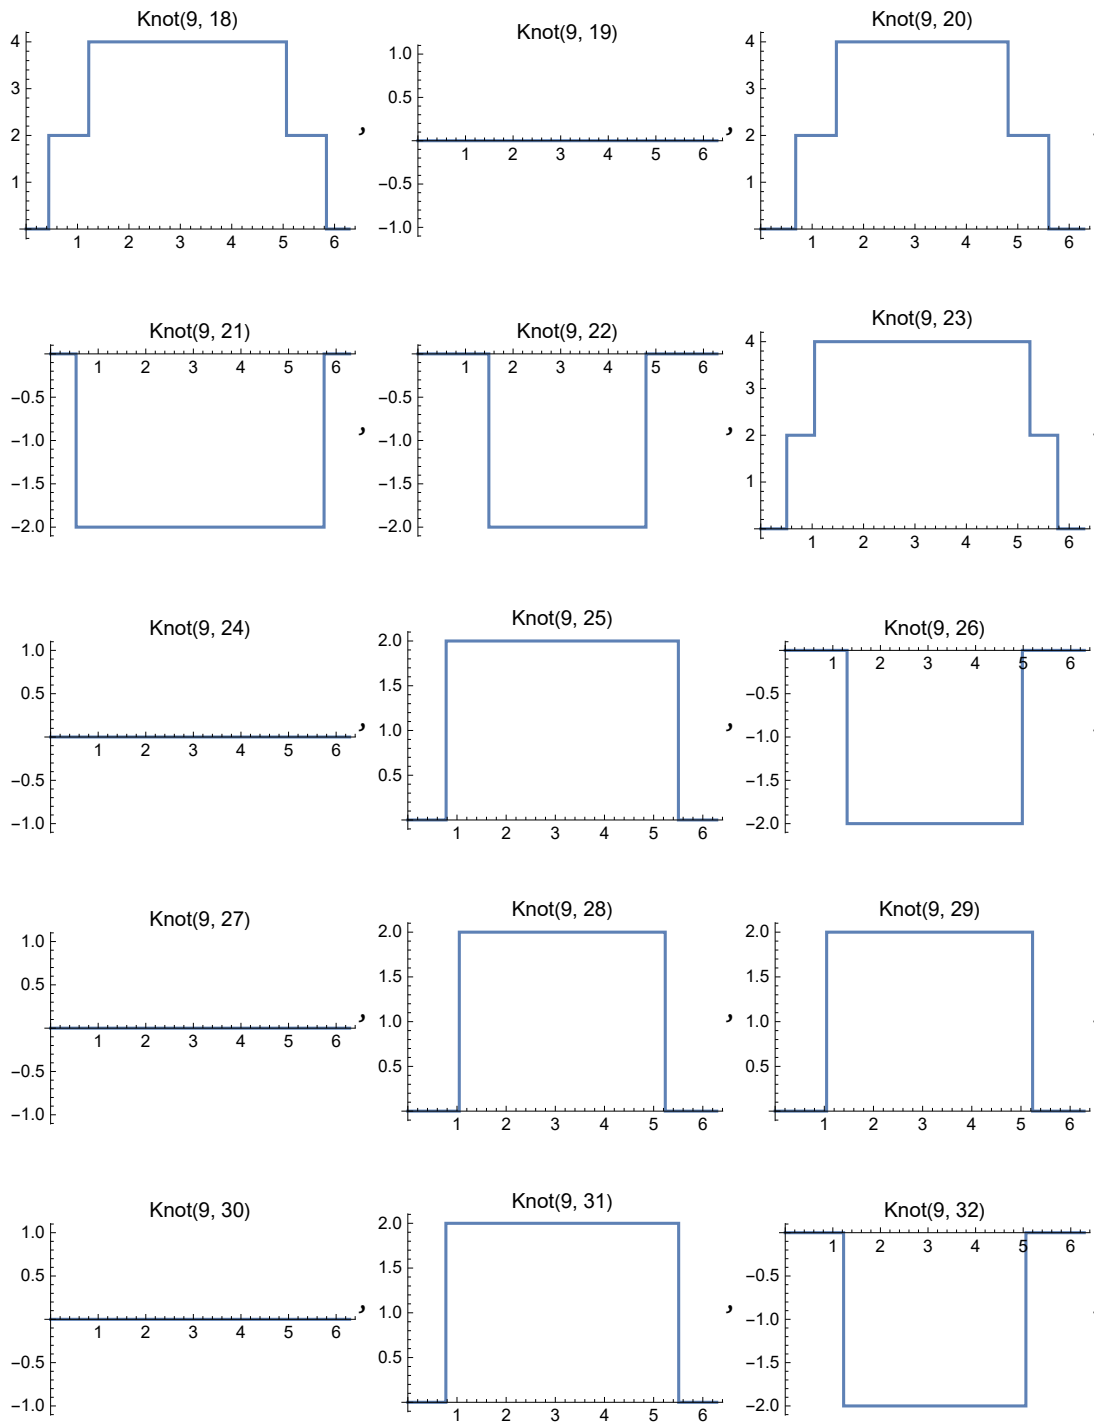 Knot(9, 18)
4
3
2
1
1 2 3 4 5 6
,
Knot(9, 19)
1.0
0.5
1 2 3 4 5 6
−0.5
−1.0
,
Knot(9, 20)
4
3
2
1
1 2 3 4 5 6
Knot(9, 21)
1 2 3 4 5 6
−0.5
−1.0
−1.5
−2.0
,
Knot(9, 22)
1 2 3 4 5 6
−0.5
−1.0
−1.5
−2.0
,
Knot(9, 23)
4
3
2
1
1 2 3 4 5 6
Knot(9, 24)
1.0
0.5
1 2 3 4 5 6
−0.5
−1.0
,
Knot(9, 25)
2.0
1.5
1.0
0.5
1 2 3 4 5 6
,
Knot(9, 26)
1 2 3 4 5 6
−0.5
−1.0
−1.5
−2.0
Knot(9, 27)
1.0
0.5
1 2 3 4 5 6
−0.5
−1.0
,
Knot(9, 28)
2.0
1.5
1.0
0.5
1 2 3 4 5 6
,
Knot(9, 29)
2.0
1.5
1.0
0.5
1 2 3 4 5 6
Knot(9, 30)
1.0
0.5
1 2 3 4 5 6
−0.5
−1.0
,
Knot(9, 31)
2.0
1.5
1.0
0.5
1 2 3 4 5 6
,
Knot(9, 32)
1 2 3 4 5 6
−0.5
−1.0
−1.5
−2.0